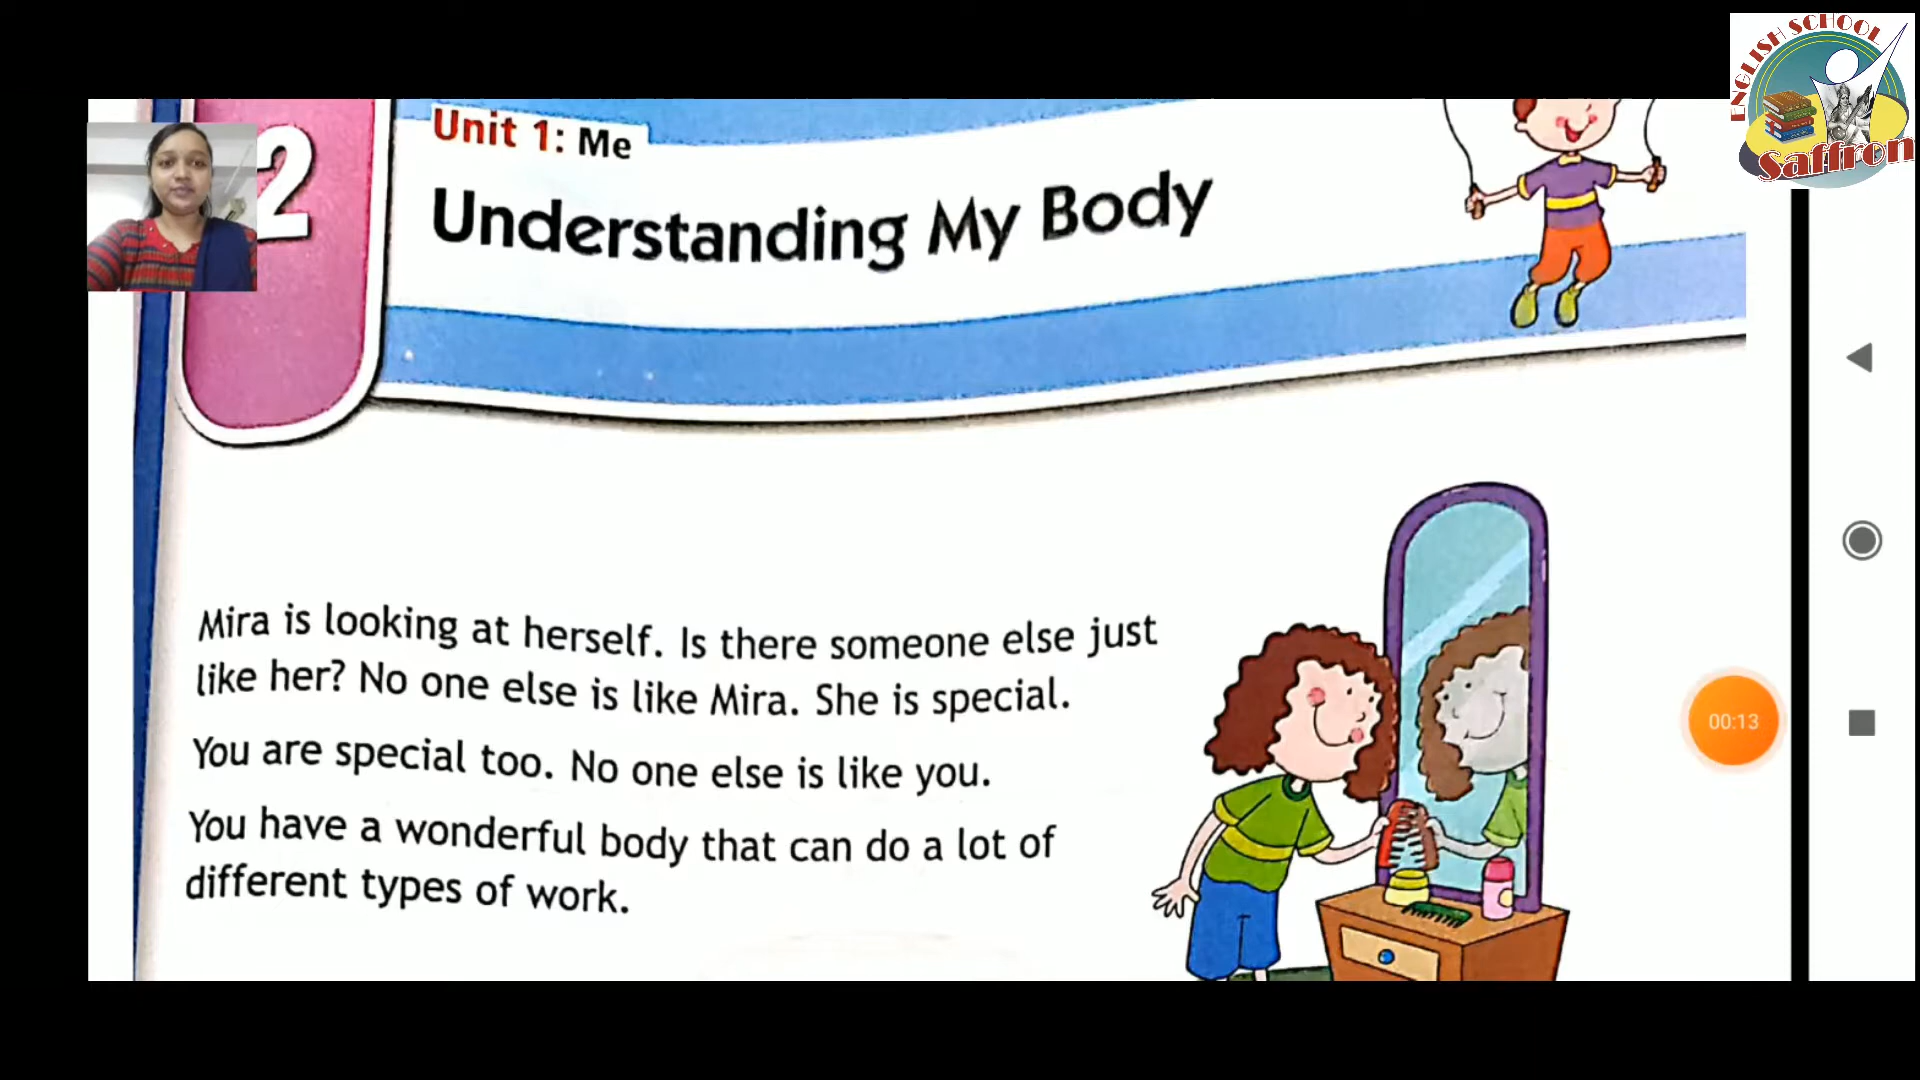 ENGLISH SCHOOL
Saffron
2
Unit 1: Me
Understanding My Body
Mira is looking at herself. Is there someone else just
like her? No one else is like Mira. She is special.
You are special too. No one else is like you.
You have a wonderful body that can do a lot of
different types of work.
00:13